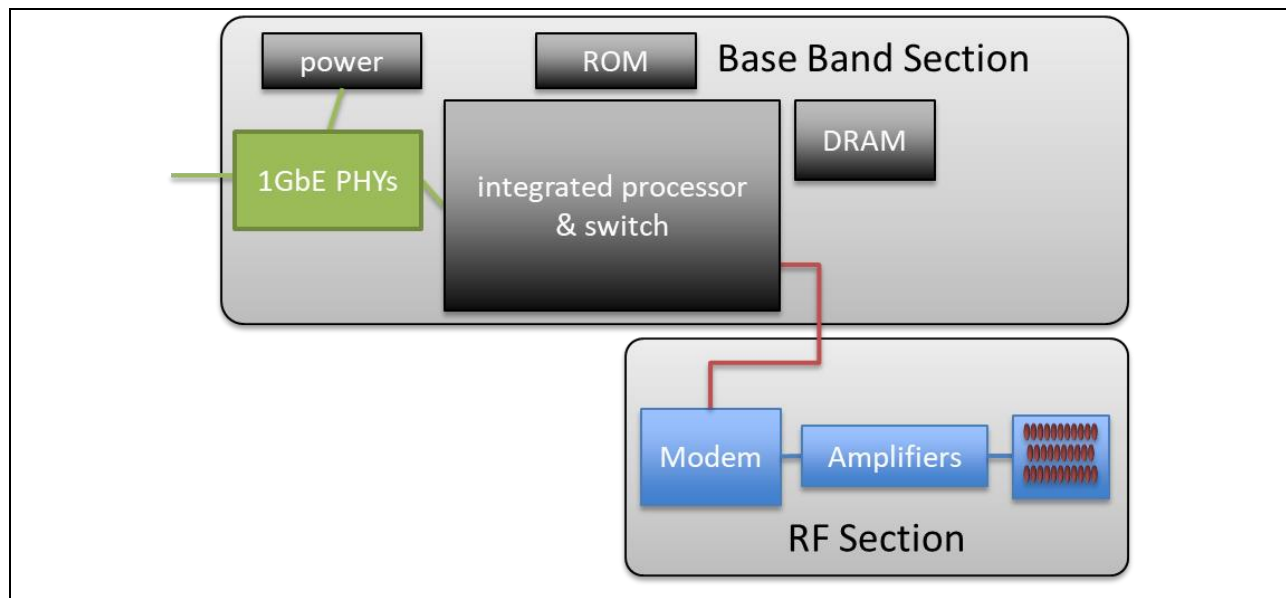 power
ROM
Base Band Section
DRAM
1GbE PHYs
integrated processor
& switch
Modem
Amplifiers
RF Section